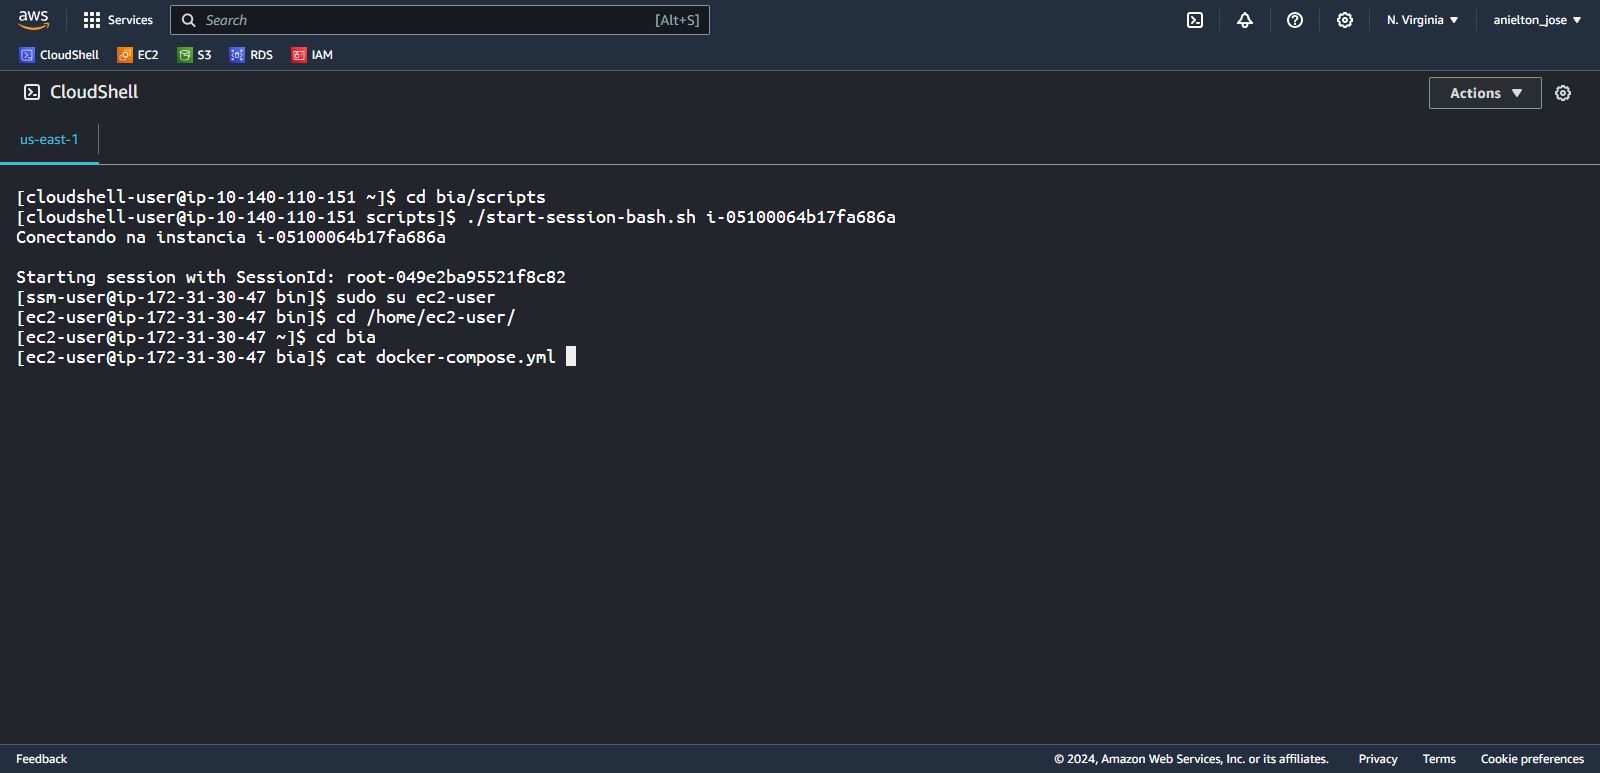 aws Services Search [Alt+S] N. Virginia ▼ anielton_jose ▼
CloudShell EC2 S3 RDS IAM
CloudShell Actions ▼
us-east-1
[cloudshell-user@ip-10-140-110-151 ~]$ cd bia/scripts
[cloudshell-user@ip-10-140-110-151 scripts]$ ./start-session-bash.sh i-05100064b17fa686a
Conectando na instancia i-05100064b17fa686a
Starting session with SessionId: root-049e2ba95521f8c82
[ssm-user@ip-172-31-30-47 bin]$ sudo su ec2-user
[ec2-user@ip-172-31-30-47 bin]$ cd /home/ec2-user/
[ec2-user@ip-172-31-30-47 ~]$ cd bia
[ec2-user@ip-172-31-30-47 bia]$ cat docker-compose.yml
Feedback © 2024, Amazon Web Services, Inc. or its affiliates. Privacy Terms Cookie preferences